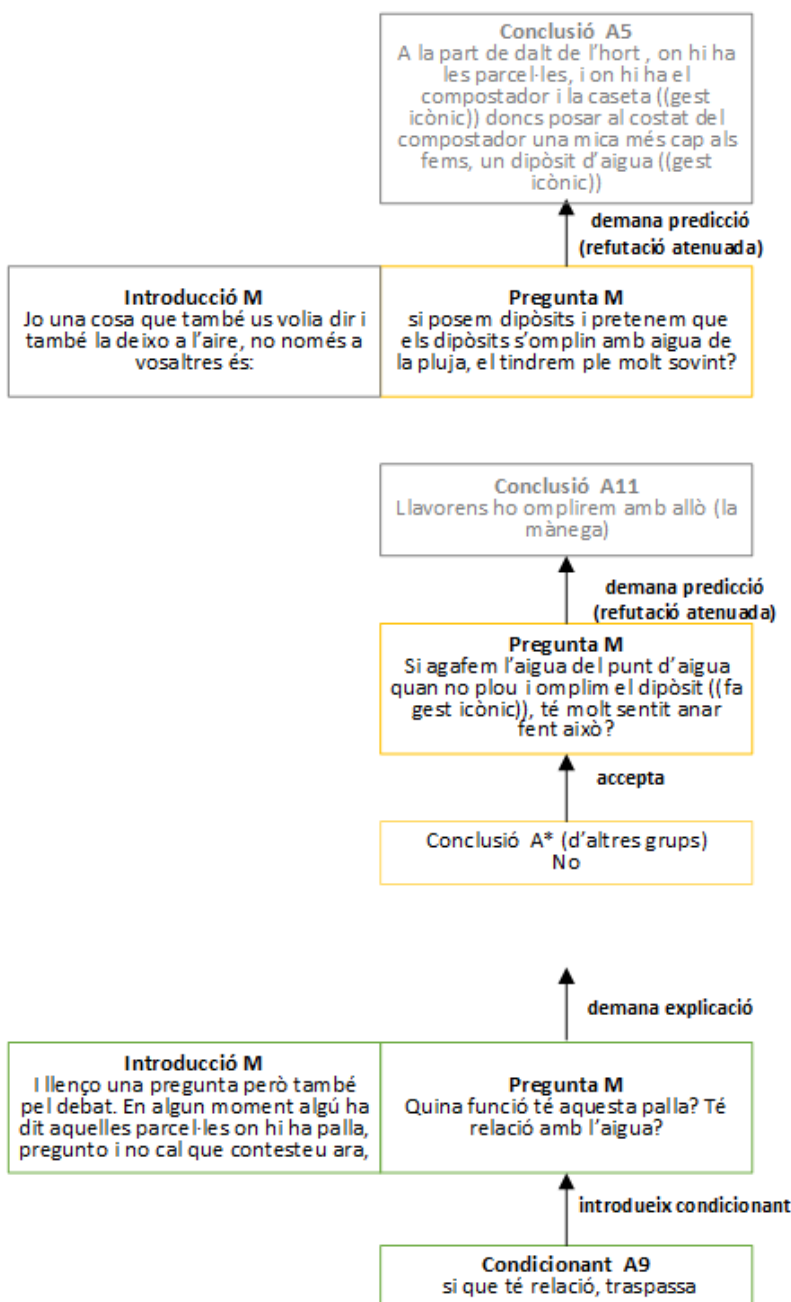 Conclusió A5
A la part de dalt de l'hort , on hi ha
les parcel·les, i on hi ha el
compostador i la caseta ((gest
icònic)) doncs posar al costat del
compostador una mica més cap als
fems, un dipòsit d'aigua ((gest
icònic))
demana predicció
(refutació atenuada)
Introducció M
Jo una cosa que també us volia dir i
també la deixo a l'aire, no només a
vosaltres és:
Pregunta M
si posem dipòsits i pretenem que
els dipòsits s'omplin amb aigua de
la pluja, el tindrem ple molt sovint?
Conclusió A11
Llavorens ho omplirem amb allò (la
mànega)
demana predicció
(refutació atenuada)
Pregunta M
Si agafem l'aigua del punt d'aigua
quan no plou i omplim el dipòsit ((fa
gest icònic)), té molt sentit anar
fent això?
accepta
Conclusió A* (d'altres grups)
No
demana explicació
Introducció M
I llenço una pregunta però també
pel debat. En algun moment algú ha
dit aquelles parcel·les on hi ha palla,
pregunto i no cal que contesteu ara,
Pregunta M
Quina funció té aquesta palla? Té
relació amb l'aigua?
introdueix condicionant
Condicionant A9
si que té relació, traspassa